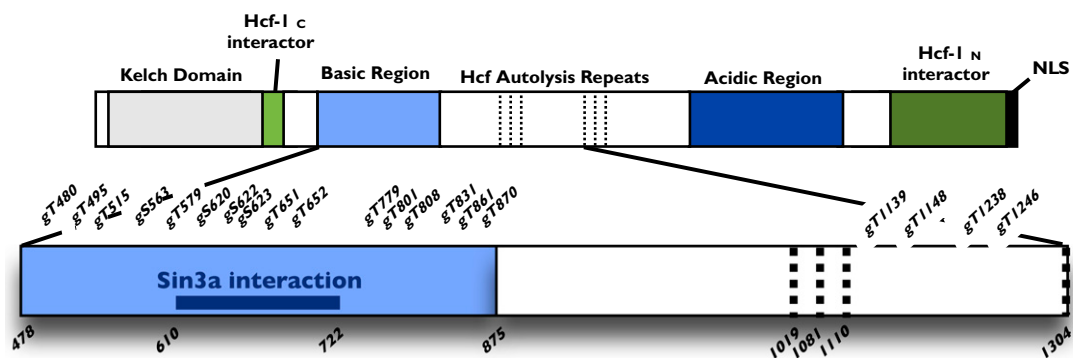 Hcf-1 C
interactor
Kelch Domain
Basic Region
Hcf Autolysis Repeats
Acidic Region
Hcf-1 N
interactor
NLS
gT480
gT495
gT515
gS563
gT579
gS620
gS622
gS623
gT651
gT652
gT779
gT801
gT808
gT831
gT861
gT870
gT1139
gT1148
gT1238
gT1246
Sin3a interaction
478
610
722
875
1019
1081
1110
1304